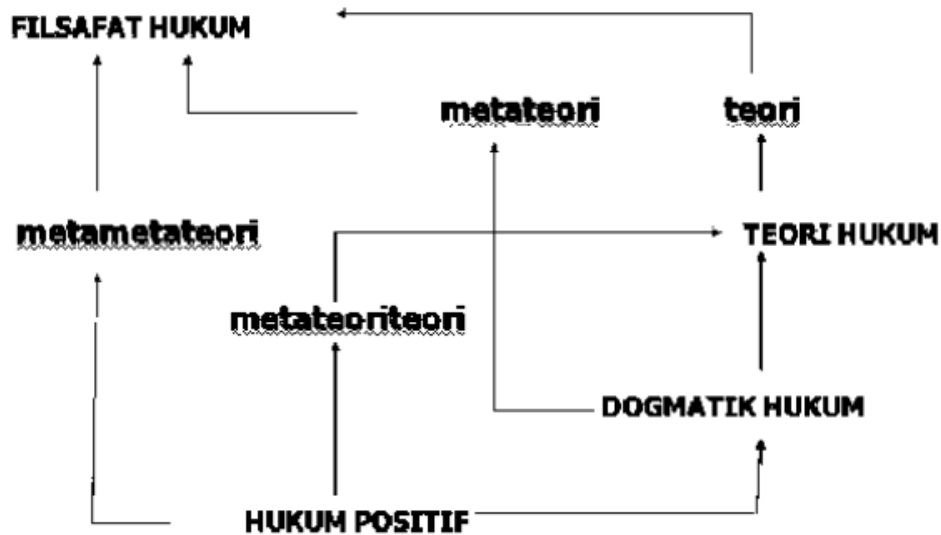 FILSAFAT HUKUM
metateori
teori
metametateori
TEORI HUKUM
metateoriteori
DOGMATIK HUKUM
HUKUM POSITIF